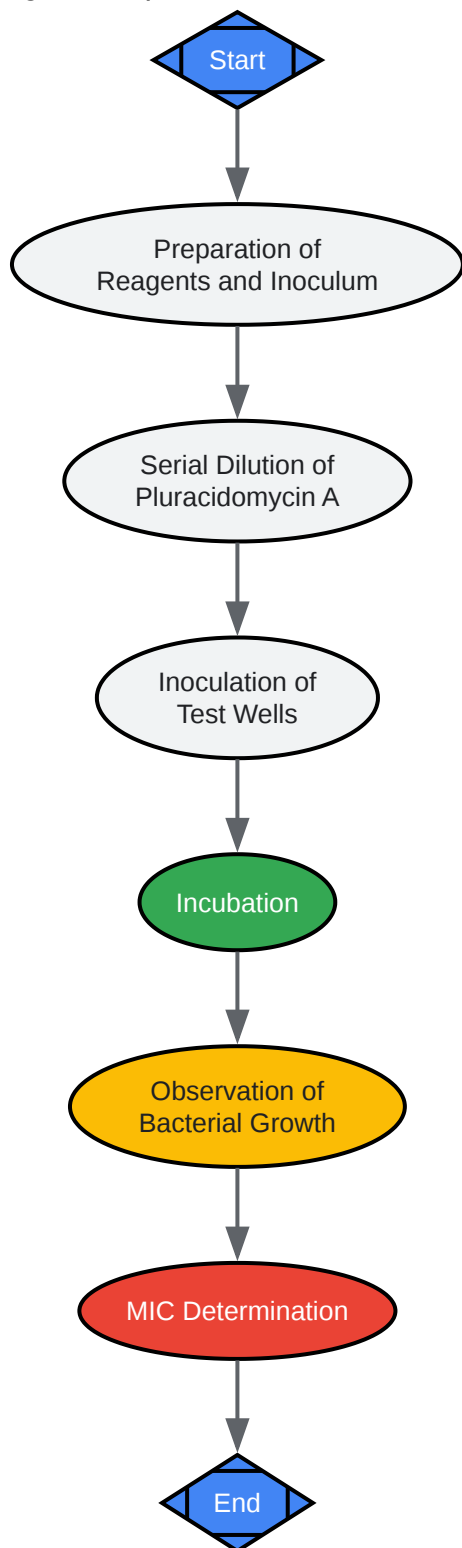 Start
Preparation of
Reagents and Inoculum
Serial Dilution of
Pluracidomycin A
Inoculation of
Test Wells
Incubation
Observation of
Bacterial Growth
MIC Determination
End